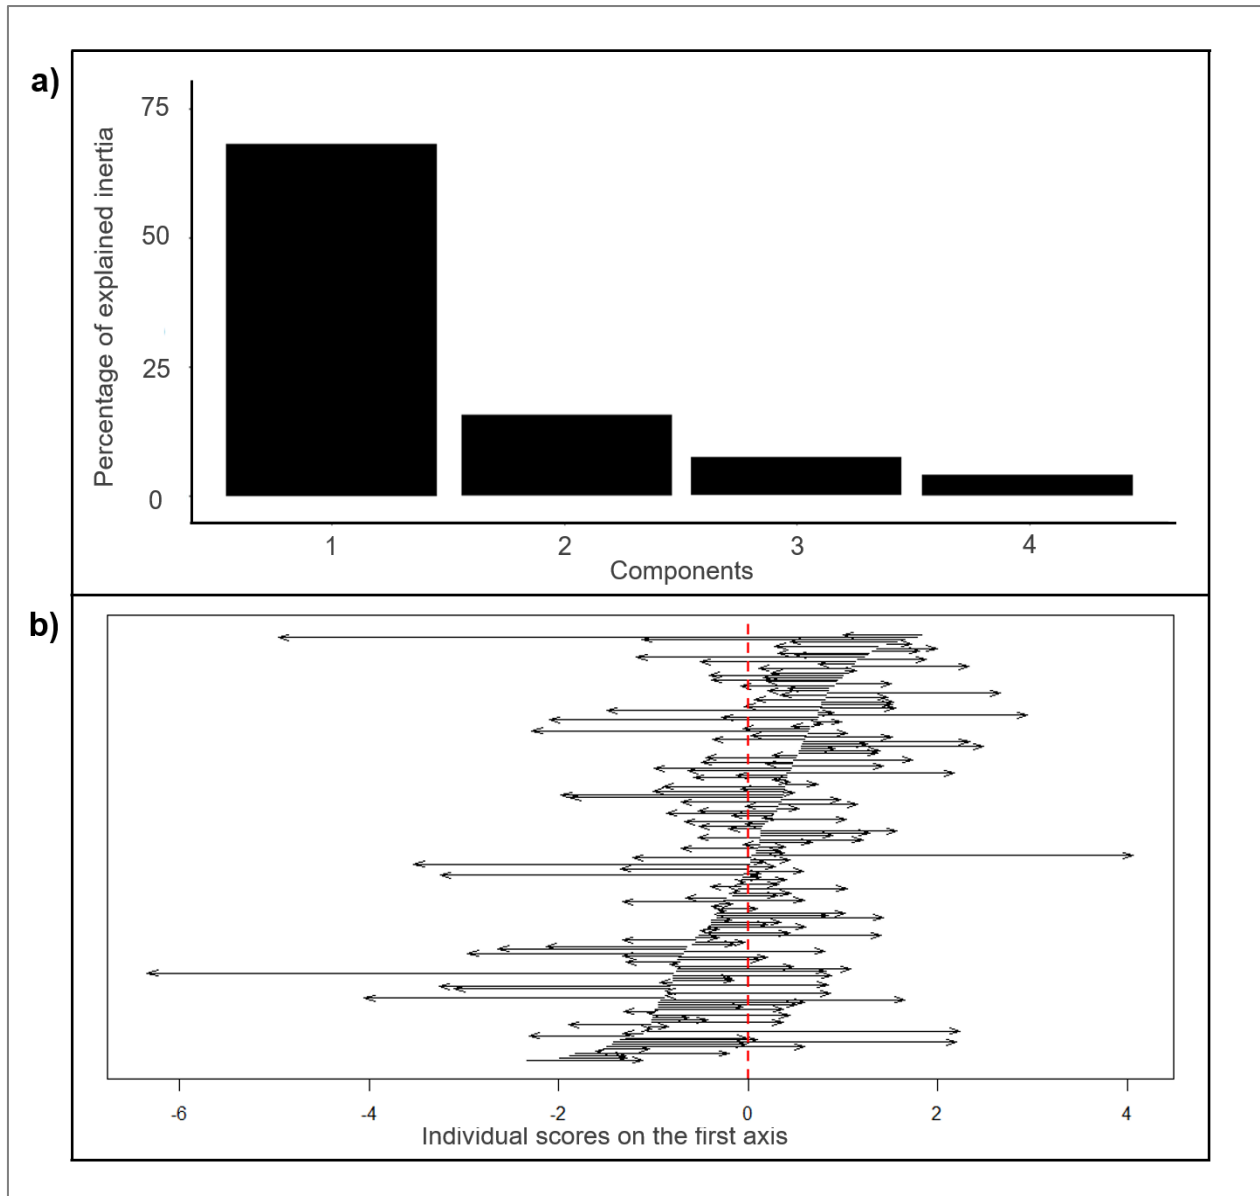 a)
Percentage of explained inertia
75
50
25
0
1 2 3 4
Components
b)
-6 -4 -2 0 2 4
Individual scores on the first axis